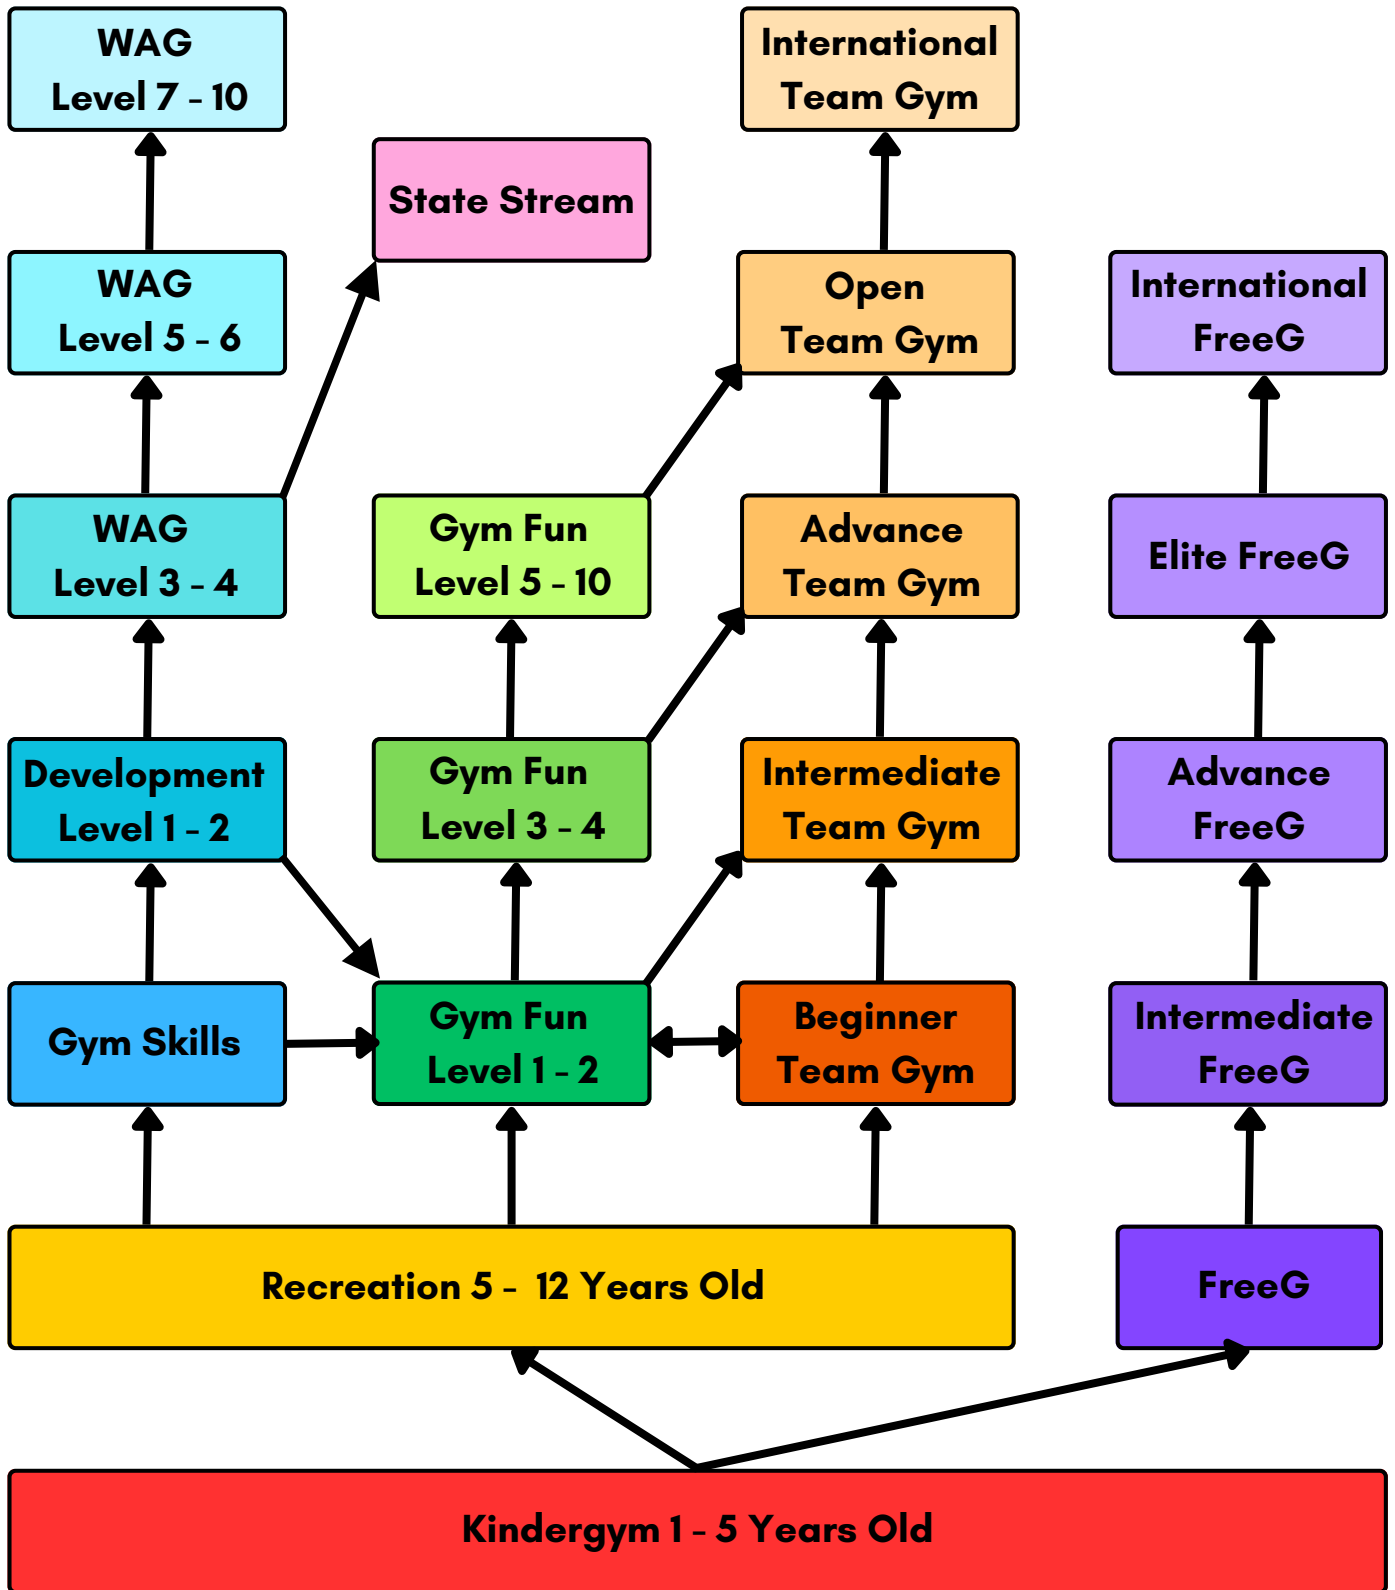 WAG
Level 7 - 10
International
Team Gym
State Stream
WAG
Level 5 - 6
Open
Team Gym
International
FreeG
WAG
Level 3 - 4
Gym Fun
Level 5 - 10
Advance
Team Gym
Elite FreeG
Development
Level 1 - 2
Gym Fun
Level 3 - 4
Intermediate
Team Gym
Advance
FreeG
Gym Skills
Gym Fun
Level 1 - 2
Beginner
Team Gym
Intermediate
FreeG
Recreation 5 - 12 Years Old
FreeG
Kindergym 1 - 5 Years Old